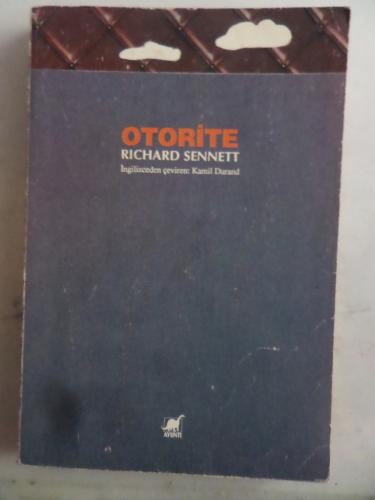 OTORİTE
RICHARD SENNETT
İngilizceden çeviren: Kamil Durand
AYRINTI